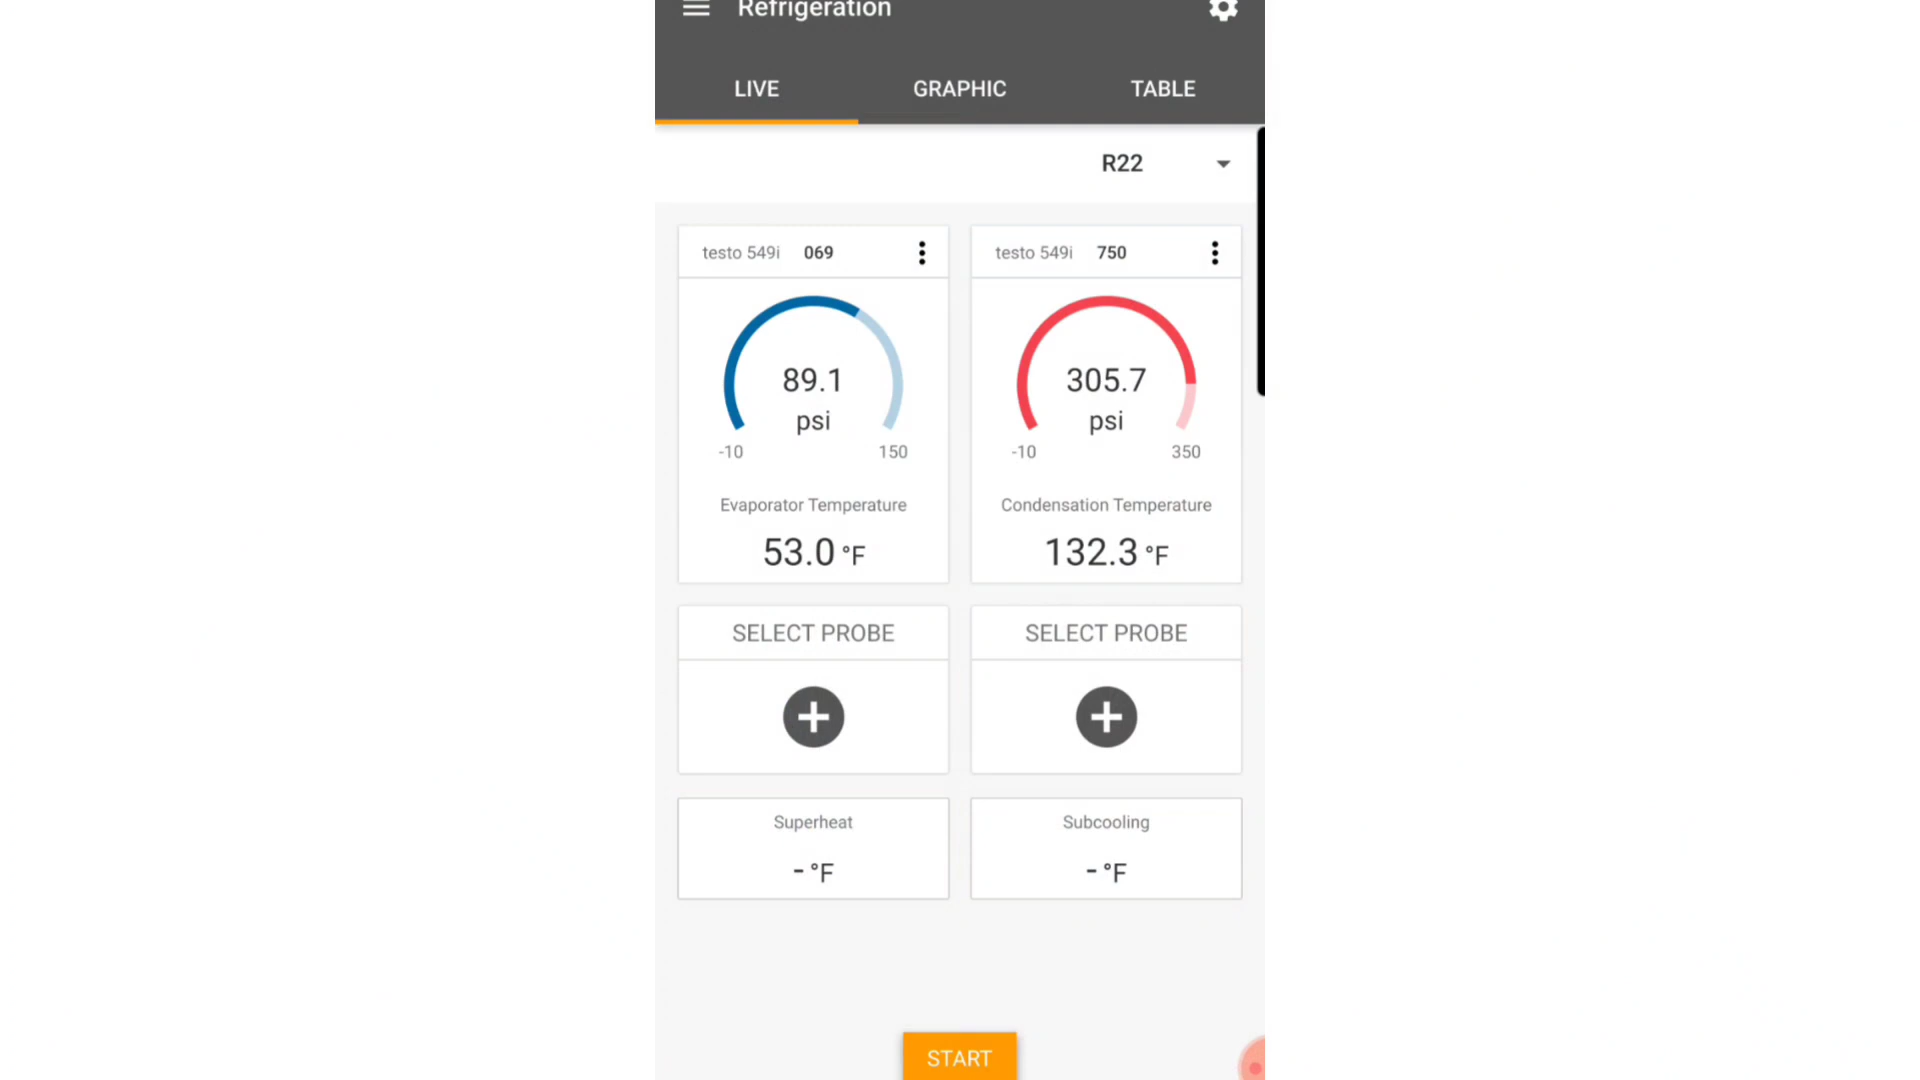 Refrigeration
LIVE GRAPHIC TABLE
R22
testo 549i 069
89.1
psi
-10 150
Evaporator Temperature
53.0 °F
testo 549i 750
305.7
psi
-10 350
Condensation Temperature
132.3 °F
SELECT PROBE
SELECT PROBE
Superheat
- °F
Subcooling
- °F
START